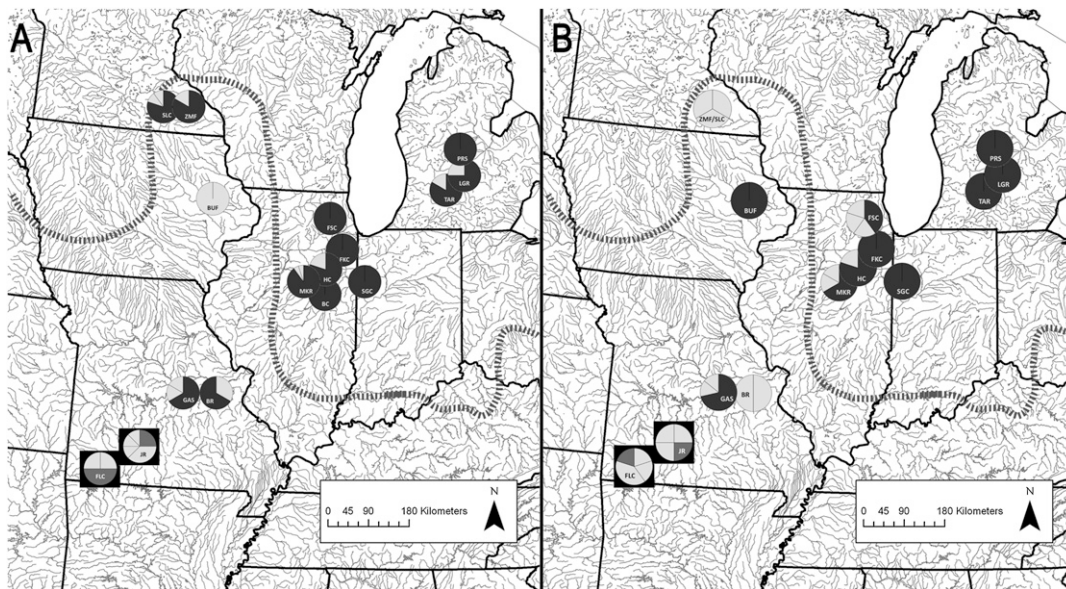 A
SLC
ZMF
BUF
PRS
LGR
TAR
FSC
FKC
HC
MKR
BC
SGC
GAS
BR
JR
FLC
N
0 45 90 180 Kilometers
B
ZMF/SLC
BUF
PRS
LGR
TAR
FSC
FKC
HC
MKR
SGC
GAS
BR
JR
FLC
N
0 45 90 180 Kilometers